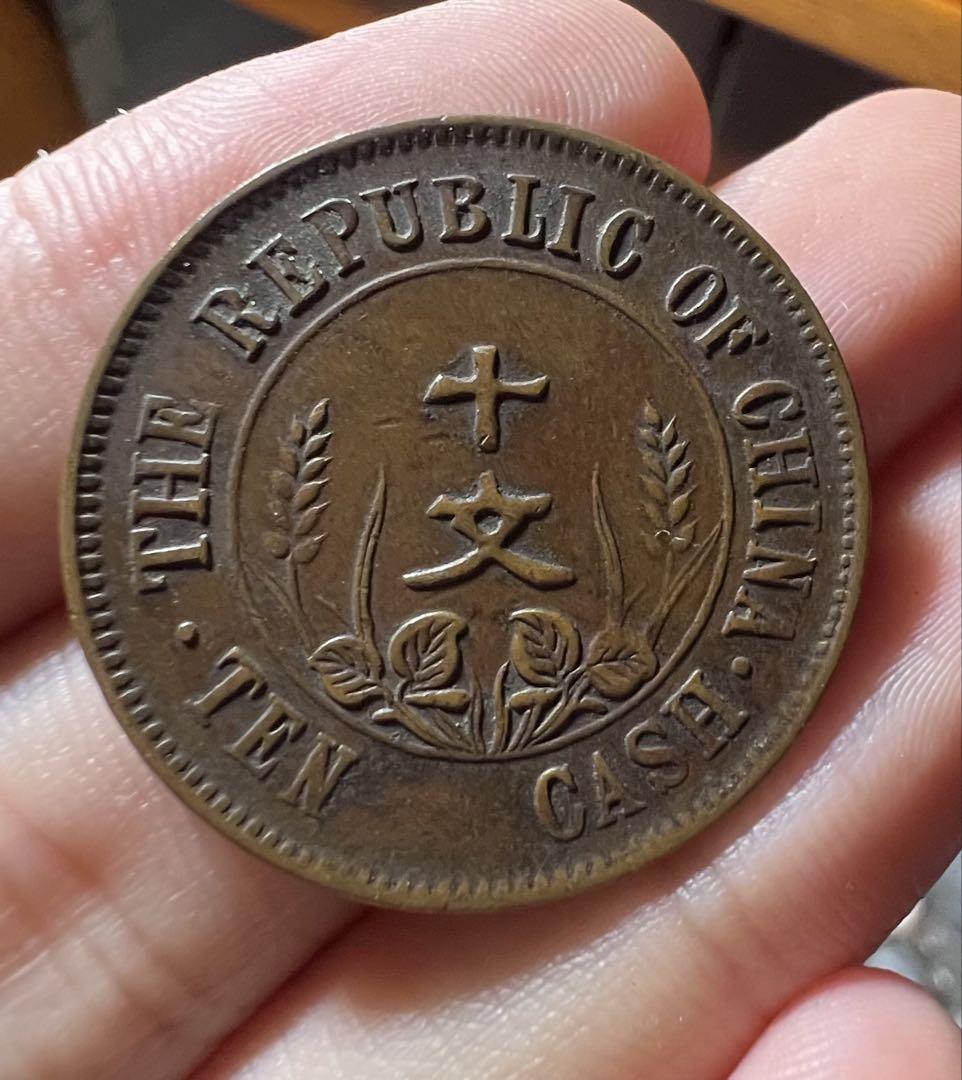 THE REPUBLIC OF CHINA
十
文
· TEN CASH ·